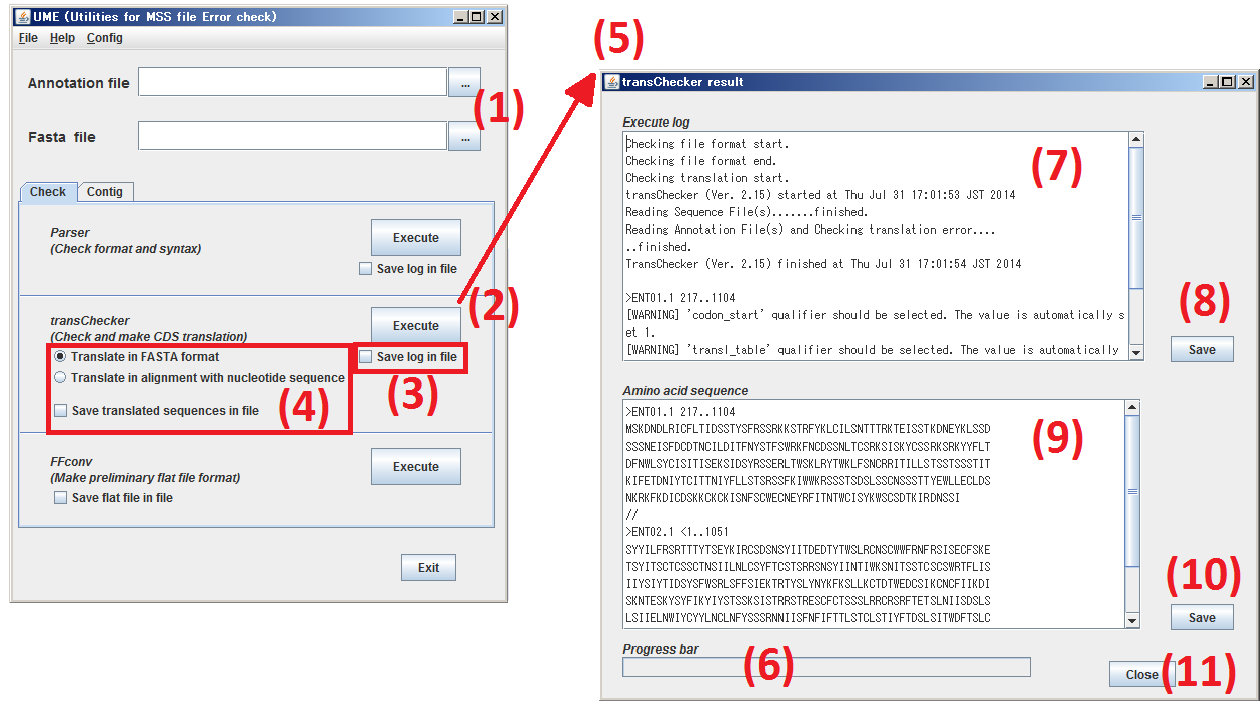 UME (Utilities for MSS file Error check)
File Help Config
Annotation file
...
(1)
Fasta file
...
Check Contig
Parser
(Check format and syntax)
Execute
Save log in file
(2)
transChecker
(Check and make CDS translation)
Execute
Translate in FASTA format
Save log in file
Translate in alignment with nucleotide sequence
(3)
Save translated sequences in file
(4)
FFconv
(Make preliminary flat file format)
Execute
Save flat file in file
Exit
(5)
transChecker result
Execute log
Checking file format start.
Checking file format end.
Checking translation start.
transChecker (Ver. 2.15) started at Thu Jul 31 17:01:53 JST 2014
Reading Sequence File(s).......finished.
Reading Annotation File(s) and Checking translation error....
..finished.
TransChecker (Ver. 2.15) finished at Thu Jul 31 17:01:54 JST 2014
>ENT01.1 217..1104
[WARNING] 'codon_start' qualifier should be selected. The value is automatically s
et 1.
[WARNING] 'transl_table' qualifier should be selected. The value is automatically
(7)
(8)
Save
Amino acid sequence
>ENT01.1 217..1104
MSKDNDLRICFLTIDSSTYSFRSSRKKSTRFYKLCILSNTTTRKTEISSTKDNEYKLSSD
SSSNEISFDCDTNCILDITFNYSTFSWRKFNCDSSNLTCSRKSISKYCSSRKSRKYYFLT
DFNWLSYCISITISEKSIDSYRSSERLTWSKLRYTWKLFSNCRRITILLSTSSTSSSTIT
KIFETDNIYTCITTNIYFLLSTSRSSFKIWWKRSSSTSDSLSSCNSSSTTYEWLLECLDS
NKRKFKDICDSKKCKCKISNFSCWECNEYRFITNTWCISYKWSCSDTKIRDNSSI
//
>ENT02.1 <1..1051
SYYILFRSRTTTYTSEYKIRCSDSNSYIITDEDTYTWSLRCNSCWWFRNFRSISECFSKE
TSYITSCTCSSCTNSIILNLCSYFTCSTSRRSNSYIINTIWKSNITSSTCSCWRTFLIS
IIYSIYTIDSYSFWSRLSFFSIEKTRTYSLYNYKFKSLLKCTDTWEDCSIKCNCFIIKDI
SKNTESKYSYFIKYIYSTSSKSISTRRSTRESCFCTSSSLRRCRSRFTETSLNIISDSLS
LSIIELNWIYCYYLNCLNFYSSSRNNIISFNFIFTTLSTCLSTIYFTDSLSITWDFTSLC
(9)
(10)
Save
Progress bar
(6)
Close
(11)